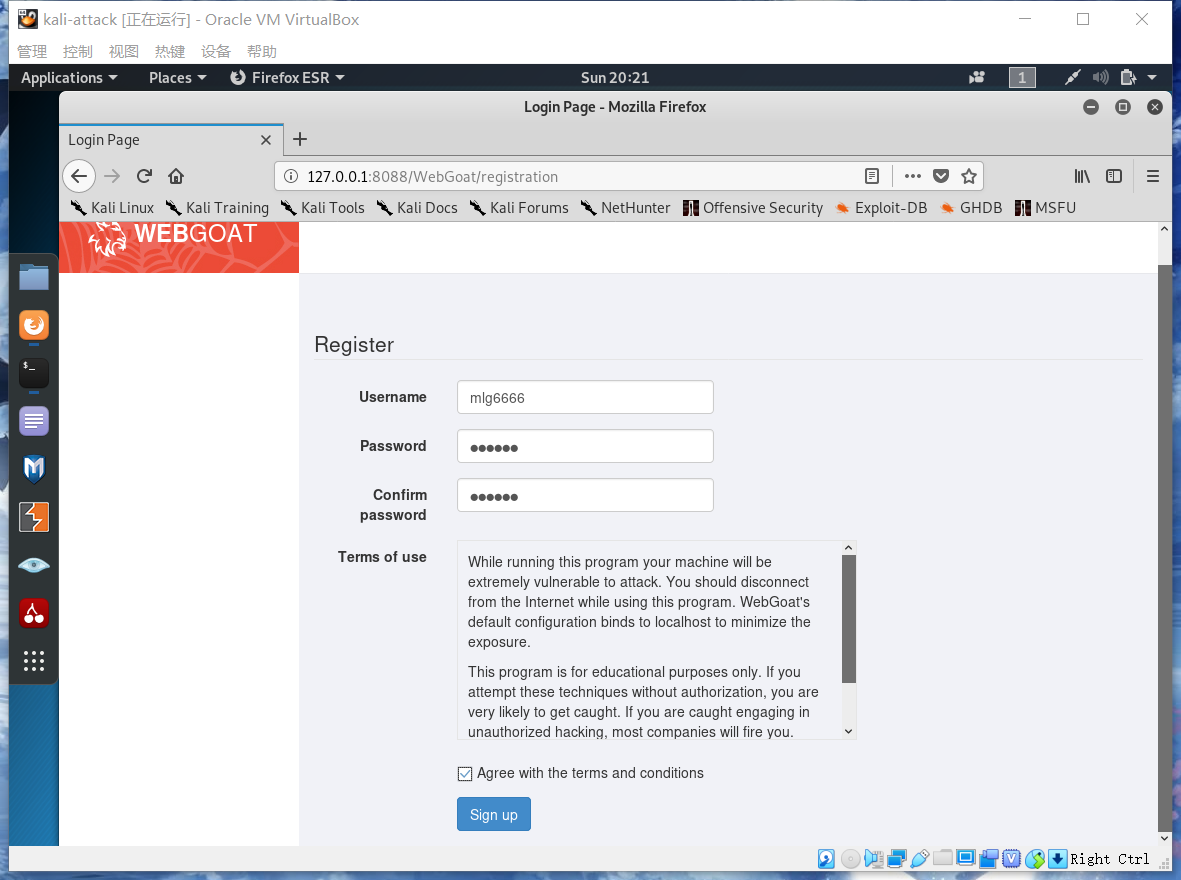 kali-attack [正在运行] - Oracle VM VirtualBox
管理 控制 视图 热键 设备 帮助
Applications Places Firefox ESR Sun 20:21 1
Login Page - Mozilla Firefox
Login Page
127.0.0.1:8088/WebGoat/registration
Kali Linux Kali Training Kali Tools Kali Docs Kali Forums NetHunter Offensive Security Exploit-DB GHDB MSFU
WEBGOAT
Register
Username mlg6666
Password ●●●●●●
Confirm password ●●●●●●
Terms of use
While running this program your machine will be
extremely vulnerable to attack. You should disconnect
from the Internet while using this program. WebGoat's
default configuration binds to localhost to minimize the
exposure.
This program is for educational purposes only. If you
attempt these techniques without authorization, you are
very likely to get caught. If you are caught engaging in
unauthorized hacking, most companies will fire you.
Agree with the terms and conditions
Sign up
Right Ctrl